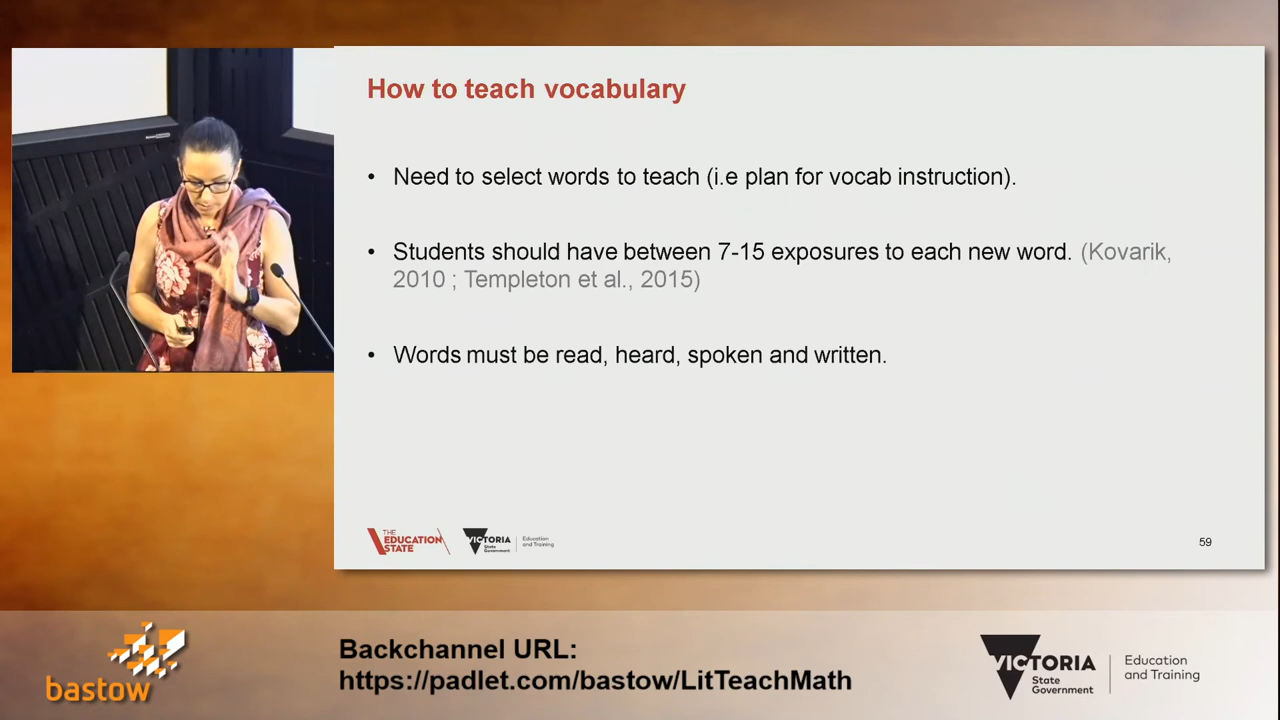 How to teach vocabulary
• Need to select words to teach (i.e plan for vocab instruction).
• Students should have between 7-15 exposures to each new word. (Kovarik,
2010 ; Templeton et al., 2015)
• Words must be read, heard, spoken and written.
THE
EDUCATION
STATE
VICTORIA
State
Government
Education
and Training
59
bastow
Backchannel URL:
https://padlet.com/bastow/LitTeachMath
VICTORIA
State
Government
Education
and Training